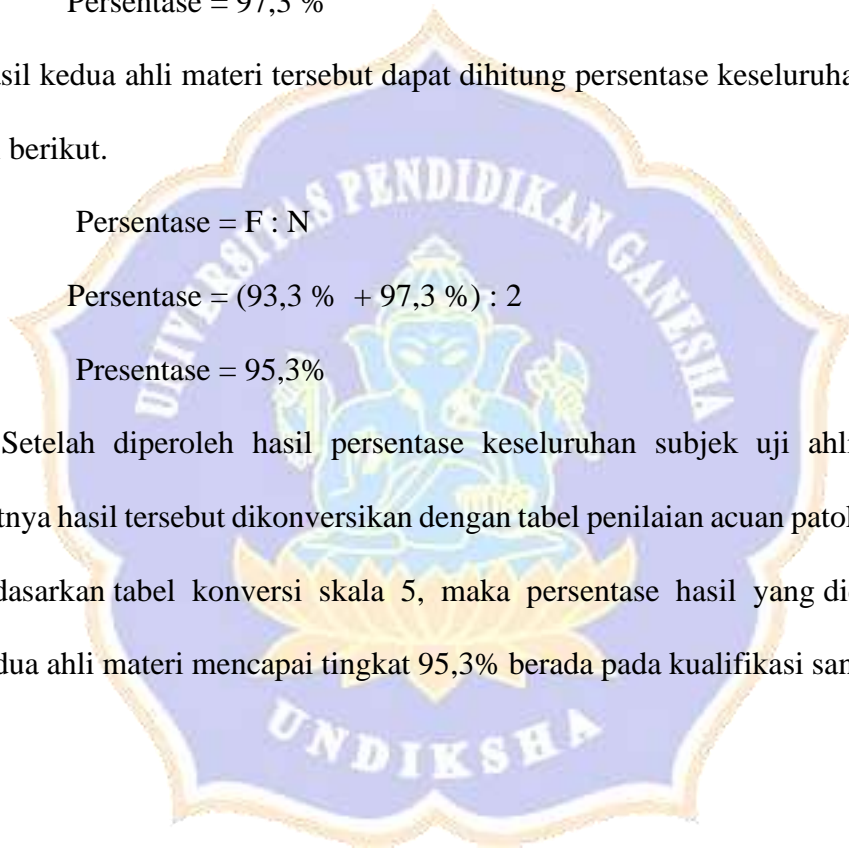 Persentase = 97,3 %
asil kedua ahli materi tersebut dapat dihitung persentase keseluruha
berikut.
Persentase = F : N
Persentase = (93,3 % + 97,3 %) : 2
Presentase = 95,3%
Setelah diperoleh hasil persentase keseluruhan subjek uji ahl
tnya hasil tersebut dikonversikan dengan tabel penilaian acuan pato
dasarkan tabel konversi skala 5, maka persentase hasil yang di
dua ahli materi mencapai tingkat 95,3% berada pada kualifikasi san
UNIVERSITAS PENDIDIKAN GANESHA
UNDIKSHA